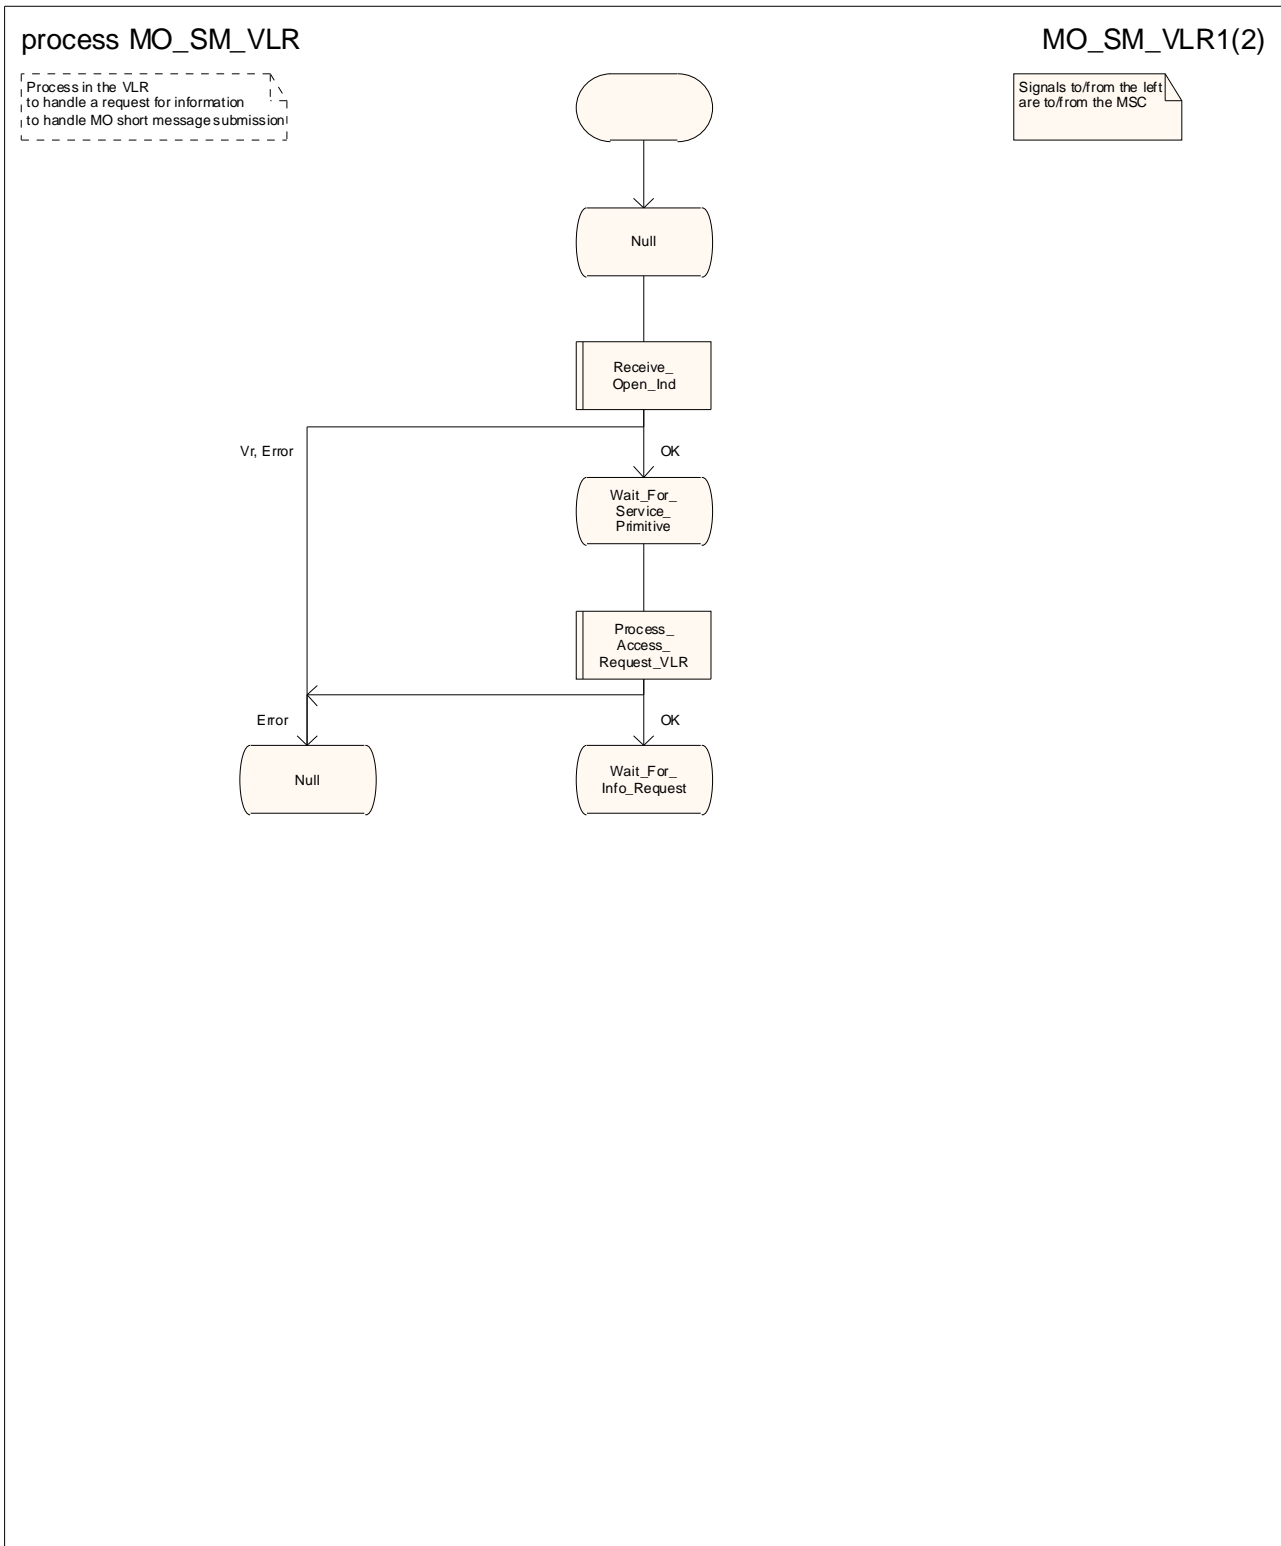 process MO_SM_VLR
MO_SM_VLR1(2)
Process in the VLR
to handle a request for information
to handle MO short message submission
Signals to/from the left
are to/from the MSC
Null
Receive_
Open_Ind
Vr, Error
OK
Wait_For_
Service_
Primitive
Process_
Access_
Request_VLR
Error
OK
Null
Wait_For_
Info_Request